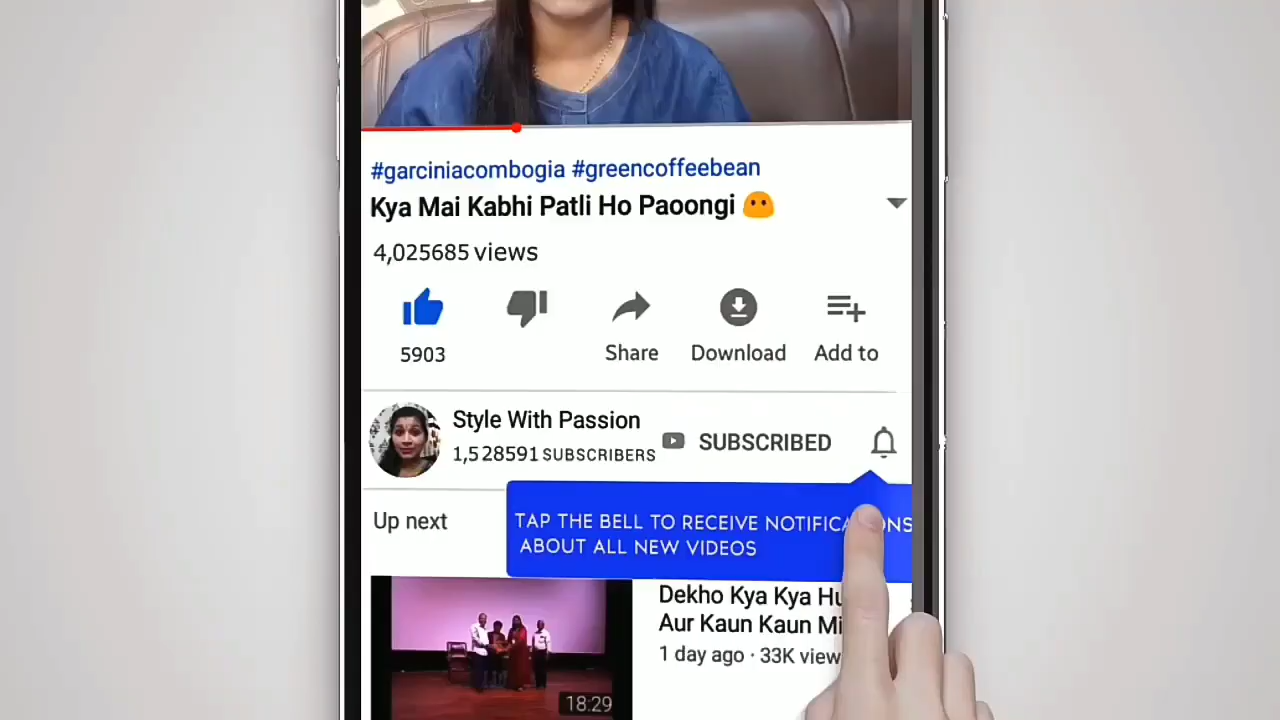 #garciniacombogia #greencoffeebean
Kya Mai Kabhi Patli Ho Paoongi
4,025685 views
5903
Share
Download
Add to
Style With Passion
1,528591 SUBSCRIBERS
SUBSCRIBED
Up next
TAP THE BELL TO RECEIVE
ABOUT ALL NEW VIDEOS
Dekho Kya Kya
Aur Kaun Kaun
1 day ago · 33K
18:29